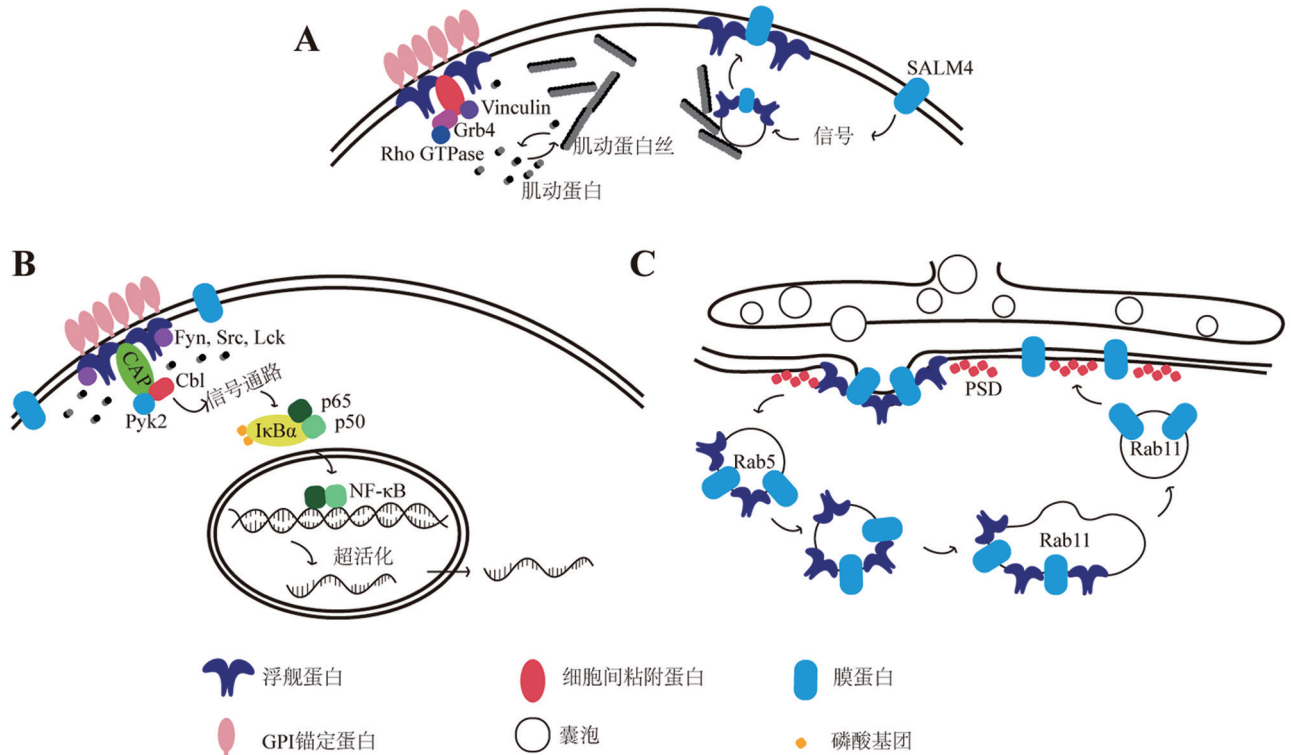 A
SALM4
Vinculin
Grb4
Rho GTPase
肌动蛋白丝
信号
肌动蛋白
B
C
Fyn, Src, Lck
CAP
Cbl
信号通路
Pyk2
p65
p50
IκBα
PSD
Rab5
Rab11
Rab11
NF-κB
超活化
浮舰蛋白
细胞间粘附蛋白
膜蛋白
GPI锚定蛋白
囊泡
磷酸基团